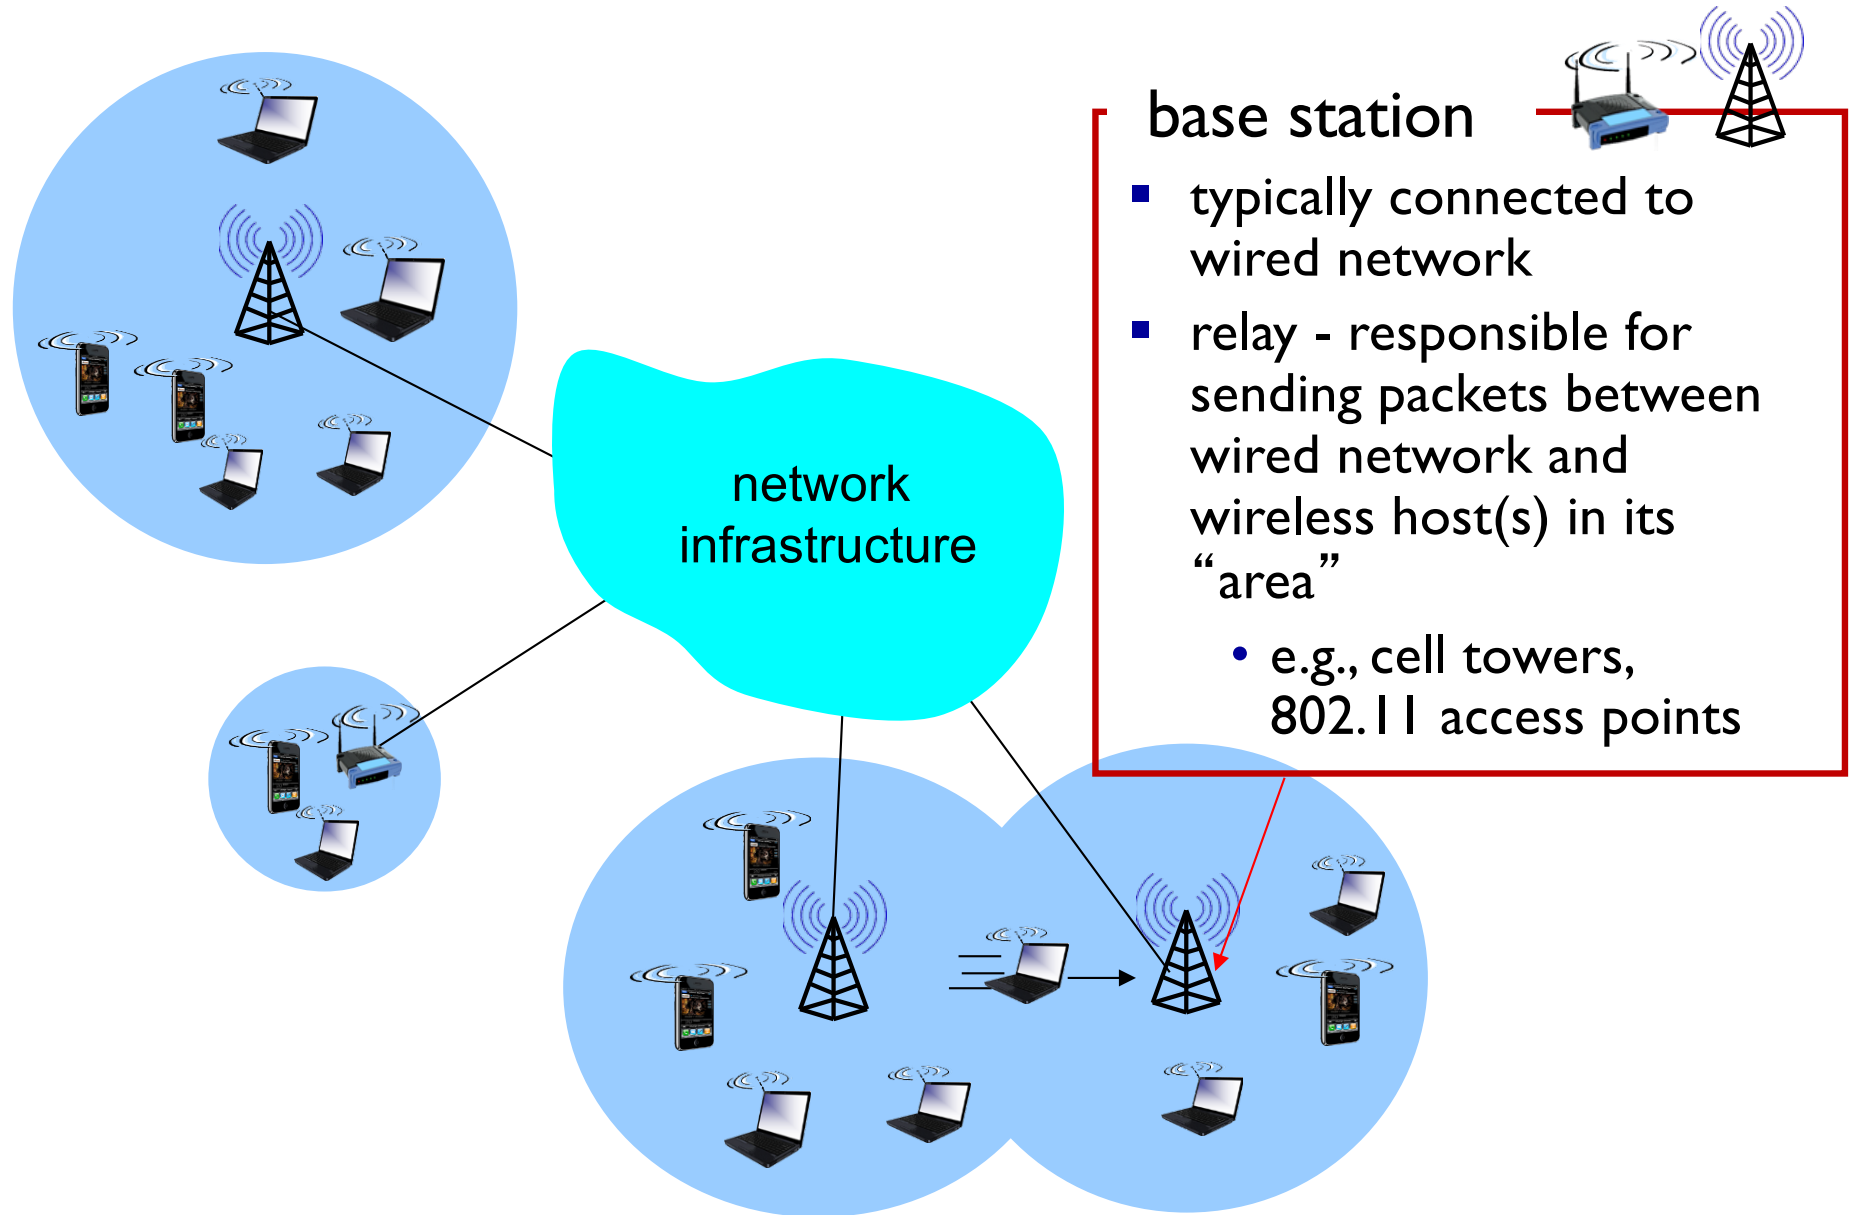 base station
▪ typically connected to
wired network
▪ relay - responsible for
sending packets between
wired network and
wireless host(s) in its
“area”
• e.g., cell towers,
802.11 access points
network
infrastructure